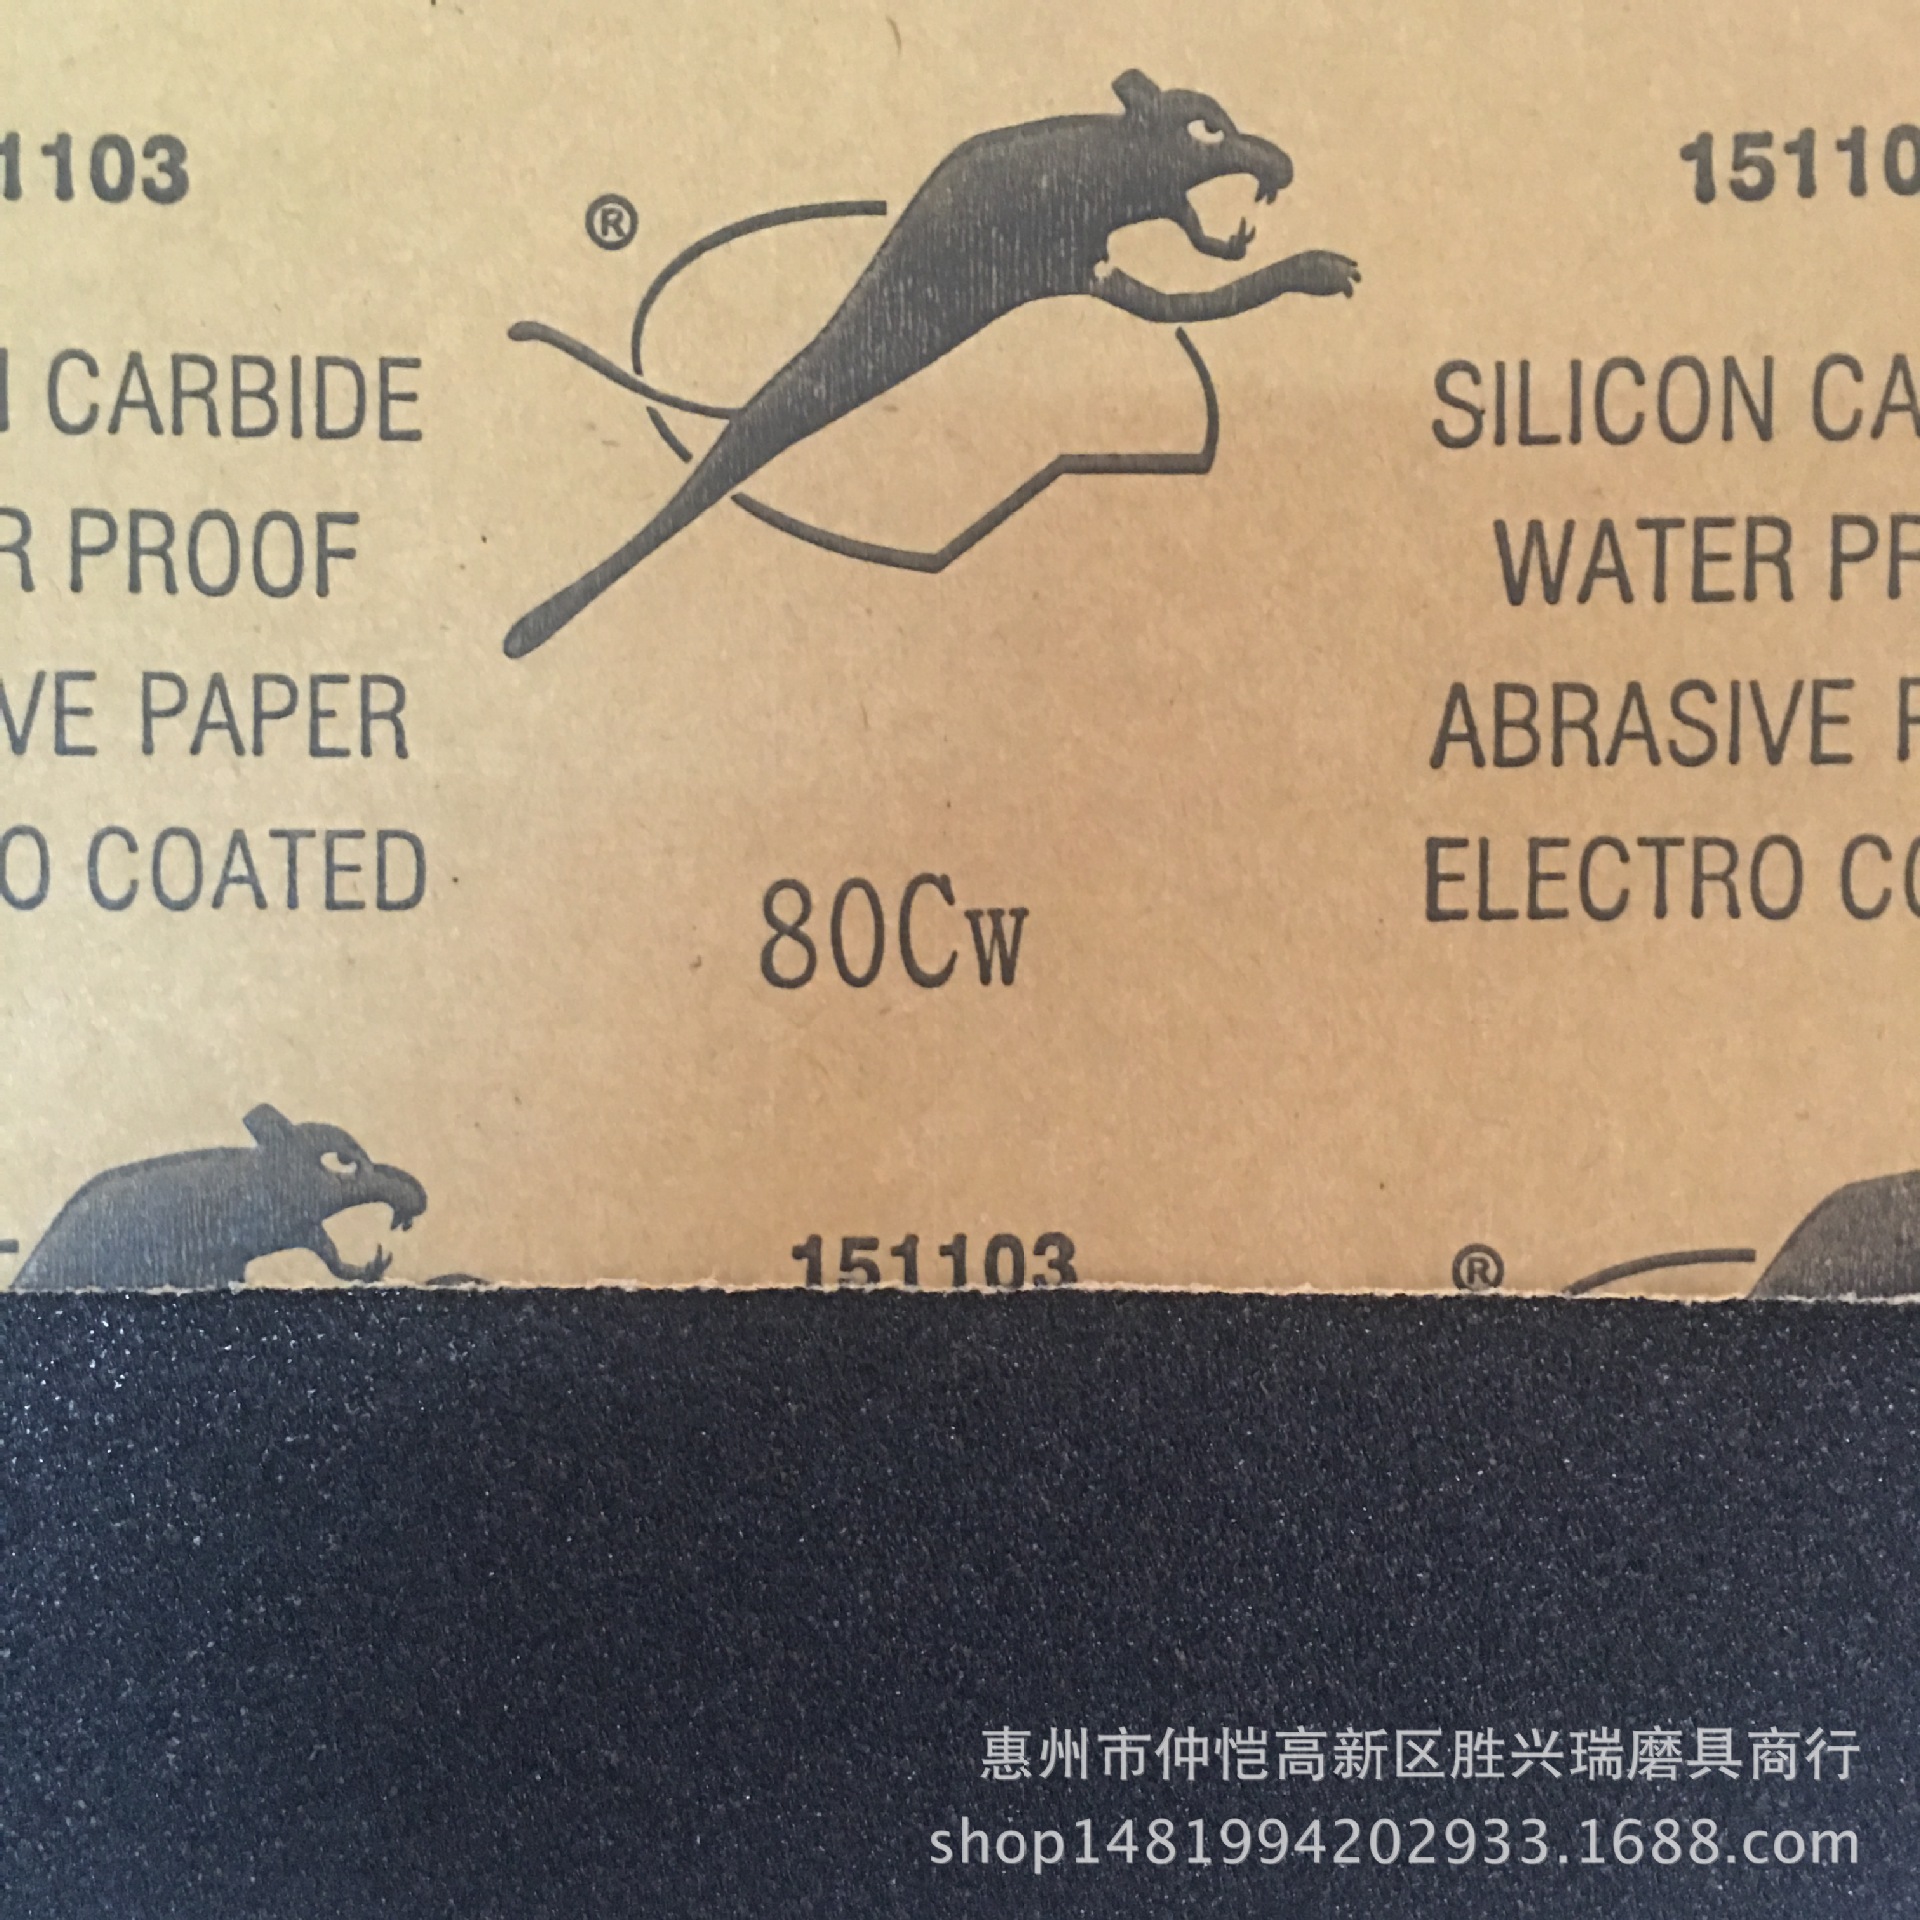 1103
®
15110
CARBIDE
SILICON CA
R PROOF
WATER PR
VE PAPER
ABRASIVE P
O COATED
ELECTRO CO
80Cw
151103
®
惠州市仲恺高新区胜兴瑞磨具商行
shop1481994202933.1688.com